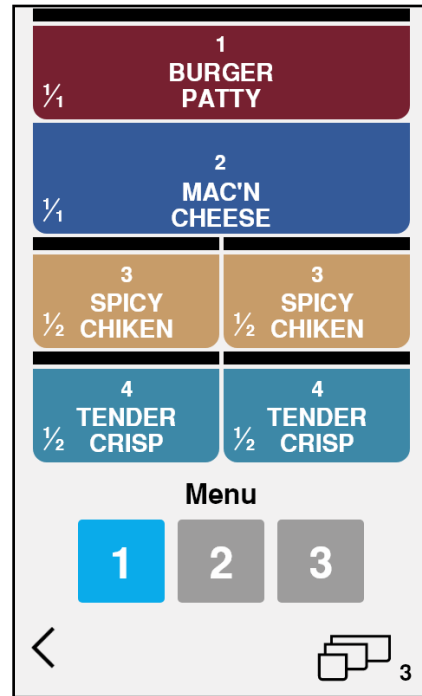 1
BURGER
PATTY
1/1
2
MAC'N
CHEESE
1/1
3
SPICY
CHIKEN
1/2
3
SPICY
CHIKEN
1/2
4
TENDER
CRISP
1/2
4
TENDER
CRISP
1/2
Menu
1 2 3
3